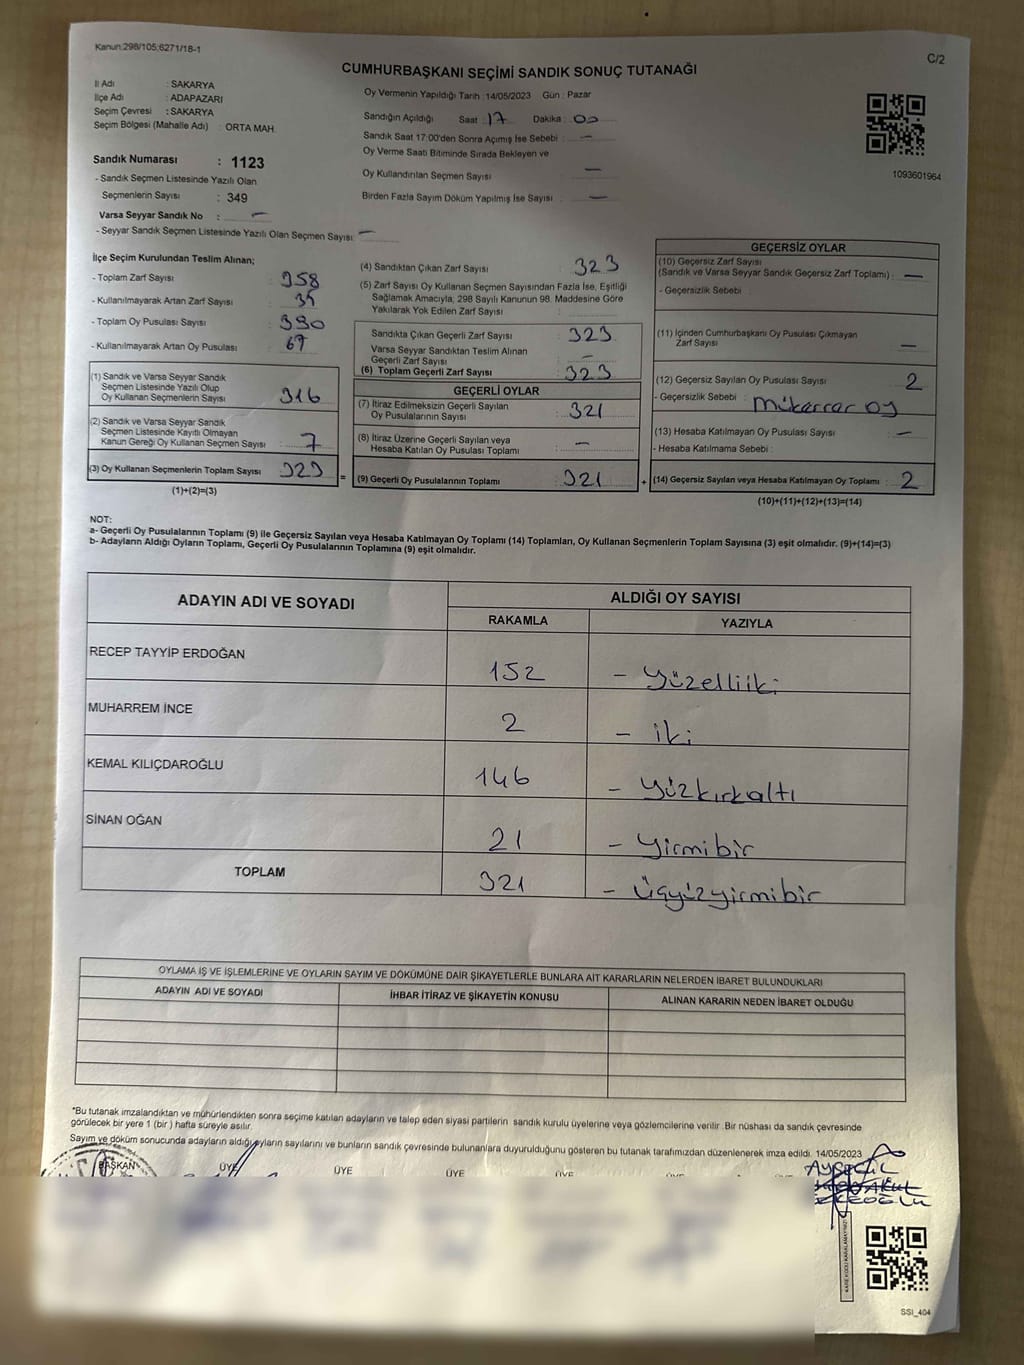 Kanun:298/105;6271/18-1
C/2
CUMHURBAŞKANI SEÇİMİ SANDIK SONUÇ TUTANAĞI
İl Adı : SAKARYA
İlçe Adı : ADAPAZARI
Seçim Çevresi : SAKARYA
Seçim Bölgesi (Mahalle Adı) : ORTA MAH.
Sandık Numarası : 1123
- Sandık Seçmen Listesinde Yazılı Olan
Seçmenlerin Sayısı : 349
Varsa Seyyar Sandık No : —
- Seyyar Sandık Seçmen Listesinde Yazılı Olan Seçmen Sayısı: —
Oy Vermenin Yapıldığı Tarih :14/05/2023 Gün : Pazar
Sandığın Açıldığı Saat : 17 Dakika : 00
Sandık Saat 17:00'den Sonra Açımış İse Sebebi : —
Oy Verme Saati Bitiminde Sırada Bekleyen ve
Oy Kullandırılan Seçmen Sayısı —
Birden Fazla Sayım Döküm Yapılmış İse Sayısı : —
1093601964
İlçe Seçim Kurulundan Teslim Alınan;
- Toplam Zarf Sayısı : 358
- Kullanılmayarak Artan Zarf Sayısı : 35
- Toplam Oy Pusulası Sayısı : 390
- Kullanılmayarak Artan Oy Pusulası : 67
(1) Sandık ve Varsa Seyyar Sandık
Seçmen Listesinde Yazılı Olup
Oy Kullanan Seçmenlerin Sayısı : 316
(2) Sandık ve Varsa Seyyar Sandık
Seçmen Listesinde Kayıtlı Olmayan
Kanun Gereği Oy Kullanan Seçmen Sayısı : 7
(3) Oy Kullanan Seçmenlerin Toplam Sayısı : 323 =
(1)+(2)=(3)
(4) Sandıktan Çıkan Zarf Sayısı : 323
(5) Zarf Sayısı Oy Kullanan Seçmen Sayısından Fazla İse, Eşitliği
Sağlamak Amacıyla; 298 Sayılı Kanunun 98. Maddesine Göre
Yakılarak Yok Edilen Zarf Sayısı :
Sandıkta Çıkan Geçerli Zarf Sayısı : 323
Varsa Seyyar Sandıktan Teslim Alınan
Geçerli Zarf Sayısı : —
(6) Toplam Geçerli Zarf Sayısı : 323
GEÇERLİ OYLAR
(7) İtiraz Edilmeksizin Geçerli Sayılan
Oy Pusulalarının Sayısı : 321
(8) İtiraz Üzerine Geçerli Sayılan veya
Hesaba Katılan Oy Pusulası Toplamı : —
(9) Geçerli Oy Pusulalarının Toplamı : 321 +
GEÇERSİZ OYLAR
(10) Geçersiz Zarf Sayısı
(Sandık ve Varsa Seyyar Sandık Geçersiz Zarf Toplamı) : —
- Geçersizlik Sebebi :
(11) İçinden Cumhurbaşkanı Oy Pusulası Çıkmayan
Zarf Sayısı : —
(12) Geçersiz Sayılan Oy Pusulası Sayısı : 2
- Geçersizlik Sebebi : mükerrer oy
(13) Hesaba Katılmayan Oy Pusulası Sayısı : —
- Hesaba Katılmama Sebebi :
(14) Geçersiz Sayılan veya Hesaba Katılmayan Oy Toplamı : 2
(10)+(11)+(12)+(13)=(14)
NOT:
a- Geçerli Oy Pusulalarının Toplamı (9) ile Geçersiz Sayılan veya Hesaba Katılmayan Oy Toplamı (14) Toplamları, Oy Kullanan Seçmenlerin Toplam Sayısına (3) eşit olmalıdır. (9)+(14)=(3)
b- Adayların Aldığı Oyların Toplamı, Geçerli Oy Pusulalarının Toplamına (9) eşit olmalıdır.
ADAYIN ADI VE SOYADI
ALDIĞI OY SAYISI
RAKAMLA YAZIYLA
RECEP TAYYİP ERDOĞAN 152 - Yüzelliiki
MUHARREM İNCE 2 - iki
KEMAL KILIÇDAROĞLU 146 - Yüzkırkaltı
SİNAN OĞAN 21 - Yirmibir
TOPLAM 321 - Üçyüzyirmibir
OYLAMA İŞ VE İŞLEMLERİNE VE OYLARIN SAYIM VE DÖKÜMÜNE DAİR ŞİKAYETLERLE BUNLARA AİT KARARLARIN NELERDEN İBARET BULUNDUKLARI
ADAYIN ADI VE SOYADI İHBAR İTİRAZ VE ŞİKAYETİN KONUSU ALINAN KARARIN NEDEN İBARET OLDUĞU
*Bu tutanak imzalandıktan ve mühürlendikten sonra seçime katılan adayların ve talep eden siyasi partilerin sandık kurulu üyelerine veya gözlemcilerine verilir. Bir nüshası da sandık çevresinde
görülecek bir yere 1 (bir ) hafta süreyle asılır.
Sayım ve döküm sonucunda adayların aldığı oyların sayılarını ve bunların sandık çevresinde bulunanlara duyurulduğunu gösteren bu tutanak tarafımızdan düzenlenerek imza edildi. 14/05/2023
BAŞKAN ÜYE ÜYE ÜYE ÜYE ÜYE
SSİ_404